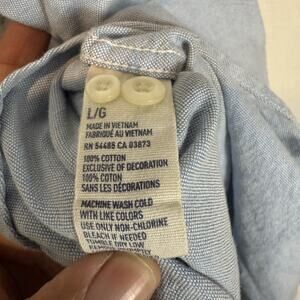 L/G
MADE IN VIETNAM
FABRIQUÉ AU VIETNAM
RN 54485 CA 03873
100% COTTON
EXCLUSIVE OF DECORATION
100% COTON
SANS LES DÉCORATIONS
MACHINE WASH COLD
WITH LIKE COLORS
USE ONLY NON-CHLORINE
BLEACH IF NEEDED
TUMBLE DRY LOW